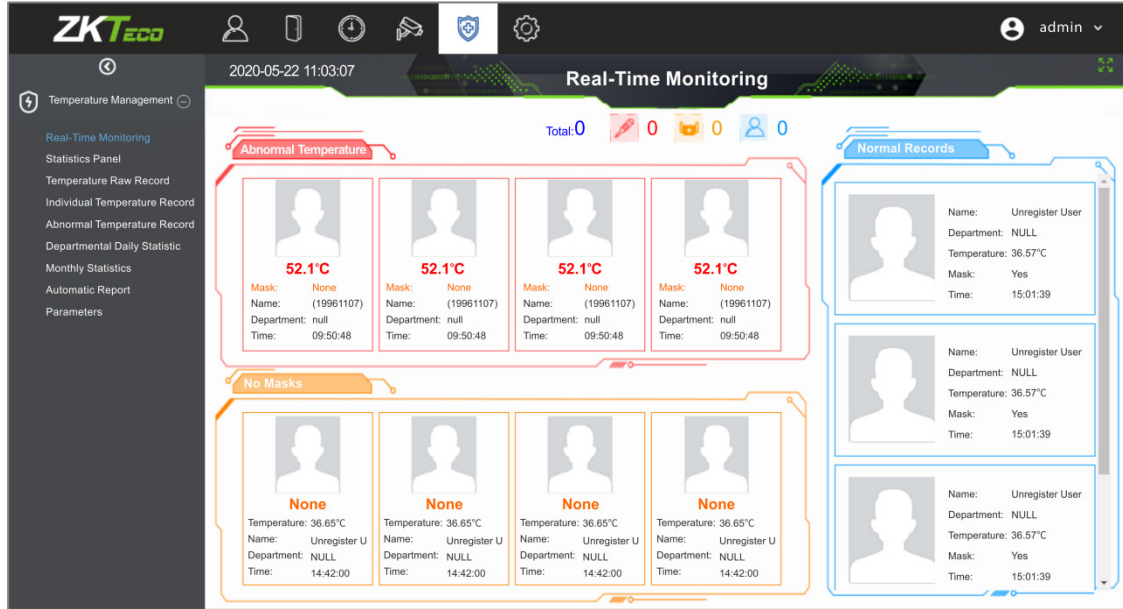 ZKTECO
admin
2020-05-22 11:03:07
Real-Time Monitoring
Temperature Management
Real-Time Monitoring
Statistics Panel
Temperature Raw Record
Individual Temperature Record
Abnormal Temperature Record
Departmental Daily Statistic
Monthly Statistics
Automatic Report
Parameters
Total:0 0 0 0
Abnormal Temperature
52.1°C
Mask: None
Name: (19961107)
Department: null
Time: 09:50:48
52.1°C
Mask: None
Name: (19961107)
Department: null
Time: 09:50:48
52.1°C
Mask: None
Name: (19961107)
Department: null
Time: 09:50:48
52.1°C
Mask: None
Name: (19961107)
Department: null
Time: 09:50:48
No Masks
None
Temperature: 36.65°C
Name: Unregister U
Department: NULL
Time: 14:42:00
None
Temperature: 36.65°C
Name: Unregister U
Department: NULL
Time: 14:42:00
None
Temperature: 36.65°C
Name: Unregister U
Department: NULL
Time: 14:42:00
None
Temperature: 36.65°C
Name: Unregister U
Department: NULL
Time: 14:42:00
Normal Records
Name: Unregister User
Department: NULL
Temperature: 36.57°C
Mask: Yes
Time: 15:01:39
Name: Unregister User
Department: NULL
Temperature: 36.57°C
Mask: Yes
Time: 15:01:39
Name: Unregister User
Department: NULL
Temperature: 36.57°C
Mask: Yes
Time: 15:01:39